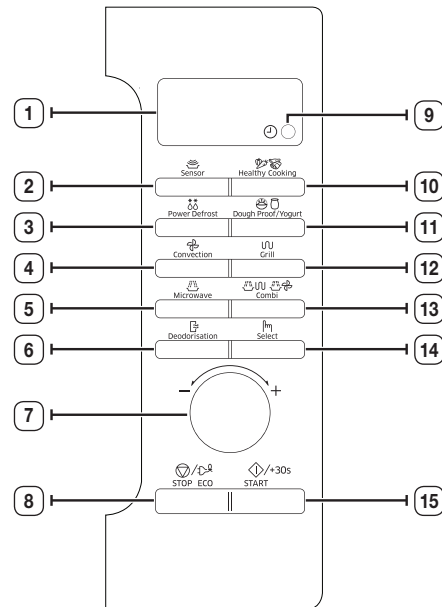 1
9
Sensor Healthy Cooking
2
10
Power Defrost Dough Proof/Yogurt
3
11
Convection Grill
4
12
Microwave Combi
5
13
Deodorisation Select
6
14
− +
7
/ /+30s
STOP ECO START
8
15